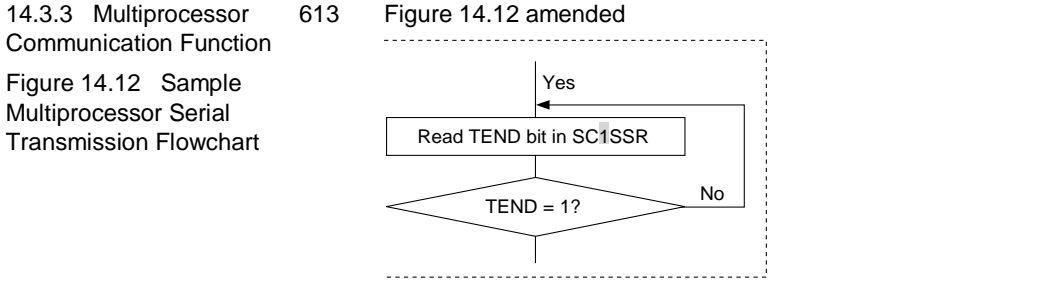 14.3.3 Multiprocessor
Communication Function
613
Figure 14.12 amended
Figure 14.12 Sample
Multiprocessor Serial
Transmission Flowchart
Yes
Read TEND bit in SC1SSR
TEND = 1?
No